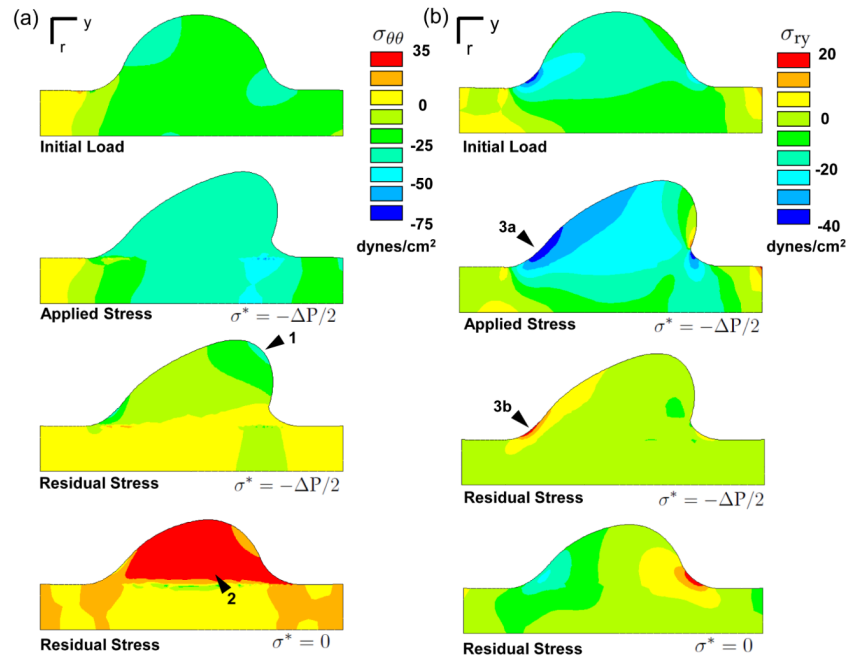 (a)
y
r
σθθ
35
0
-25
-50
-75
dynes/cm²
Initial Load
Applied Stress
σ* = −ΔP/2
1
Residual Stress
σ* = −ΔP/2
2
Residual Stress
σ* = 0
(b)
y
r
σry
20
0
-20
-40
dynes/cm²
Initial Load
3a
Applied Stress
σ* = −ΔP/2
3b
Residual Stress
σ* = −ΔP/2
Residual Stress
σ* = 0